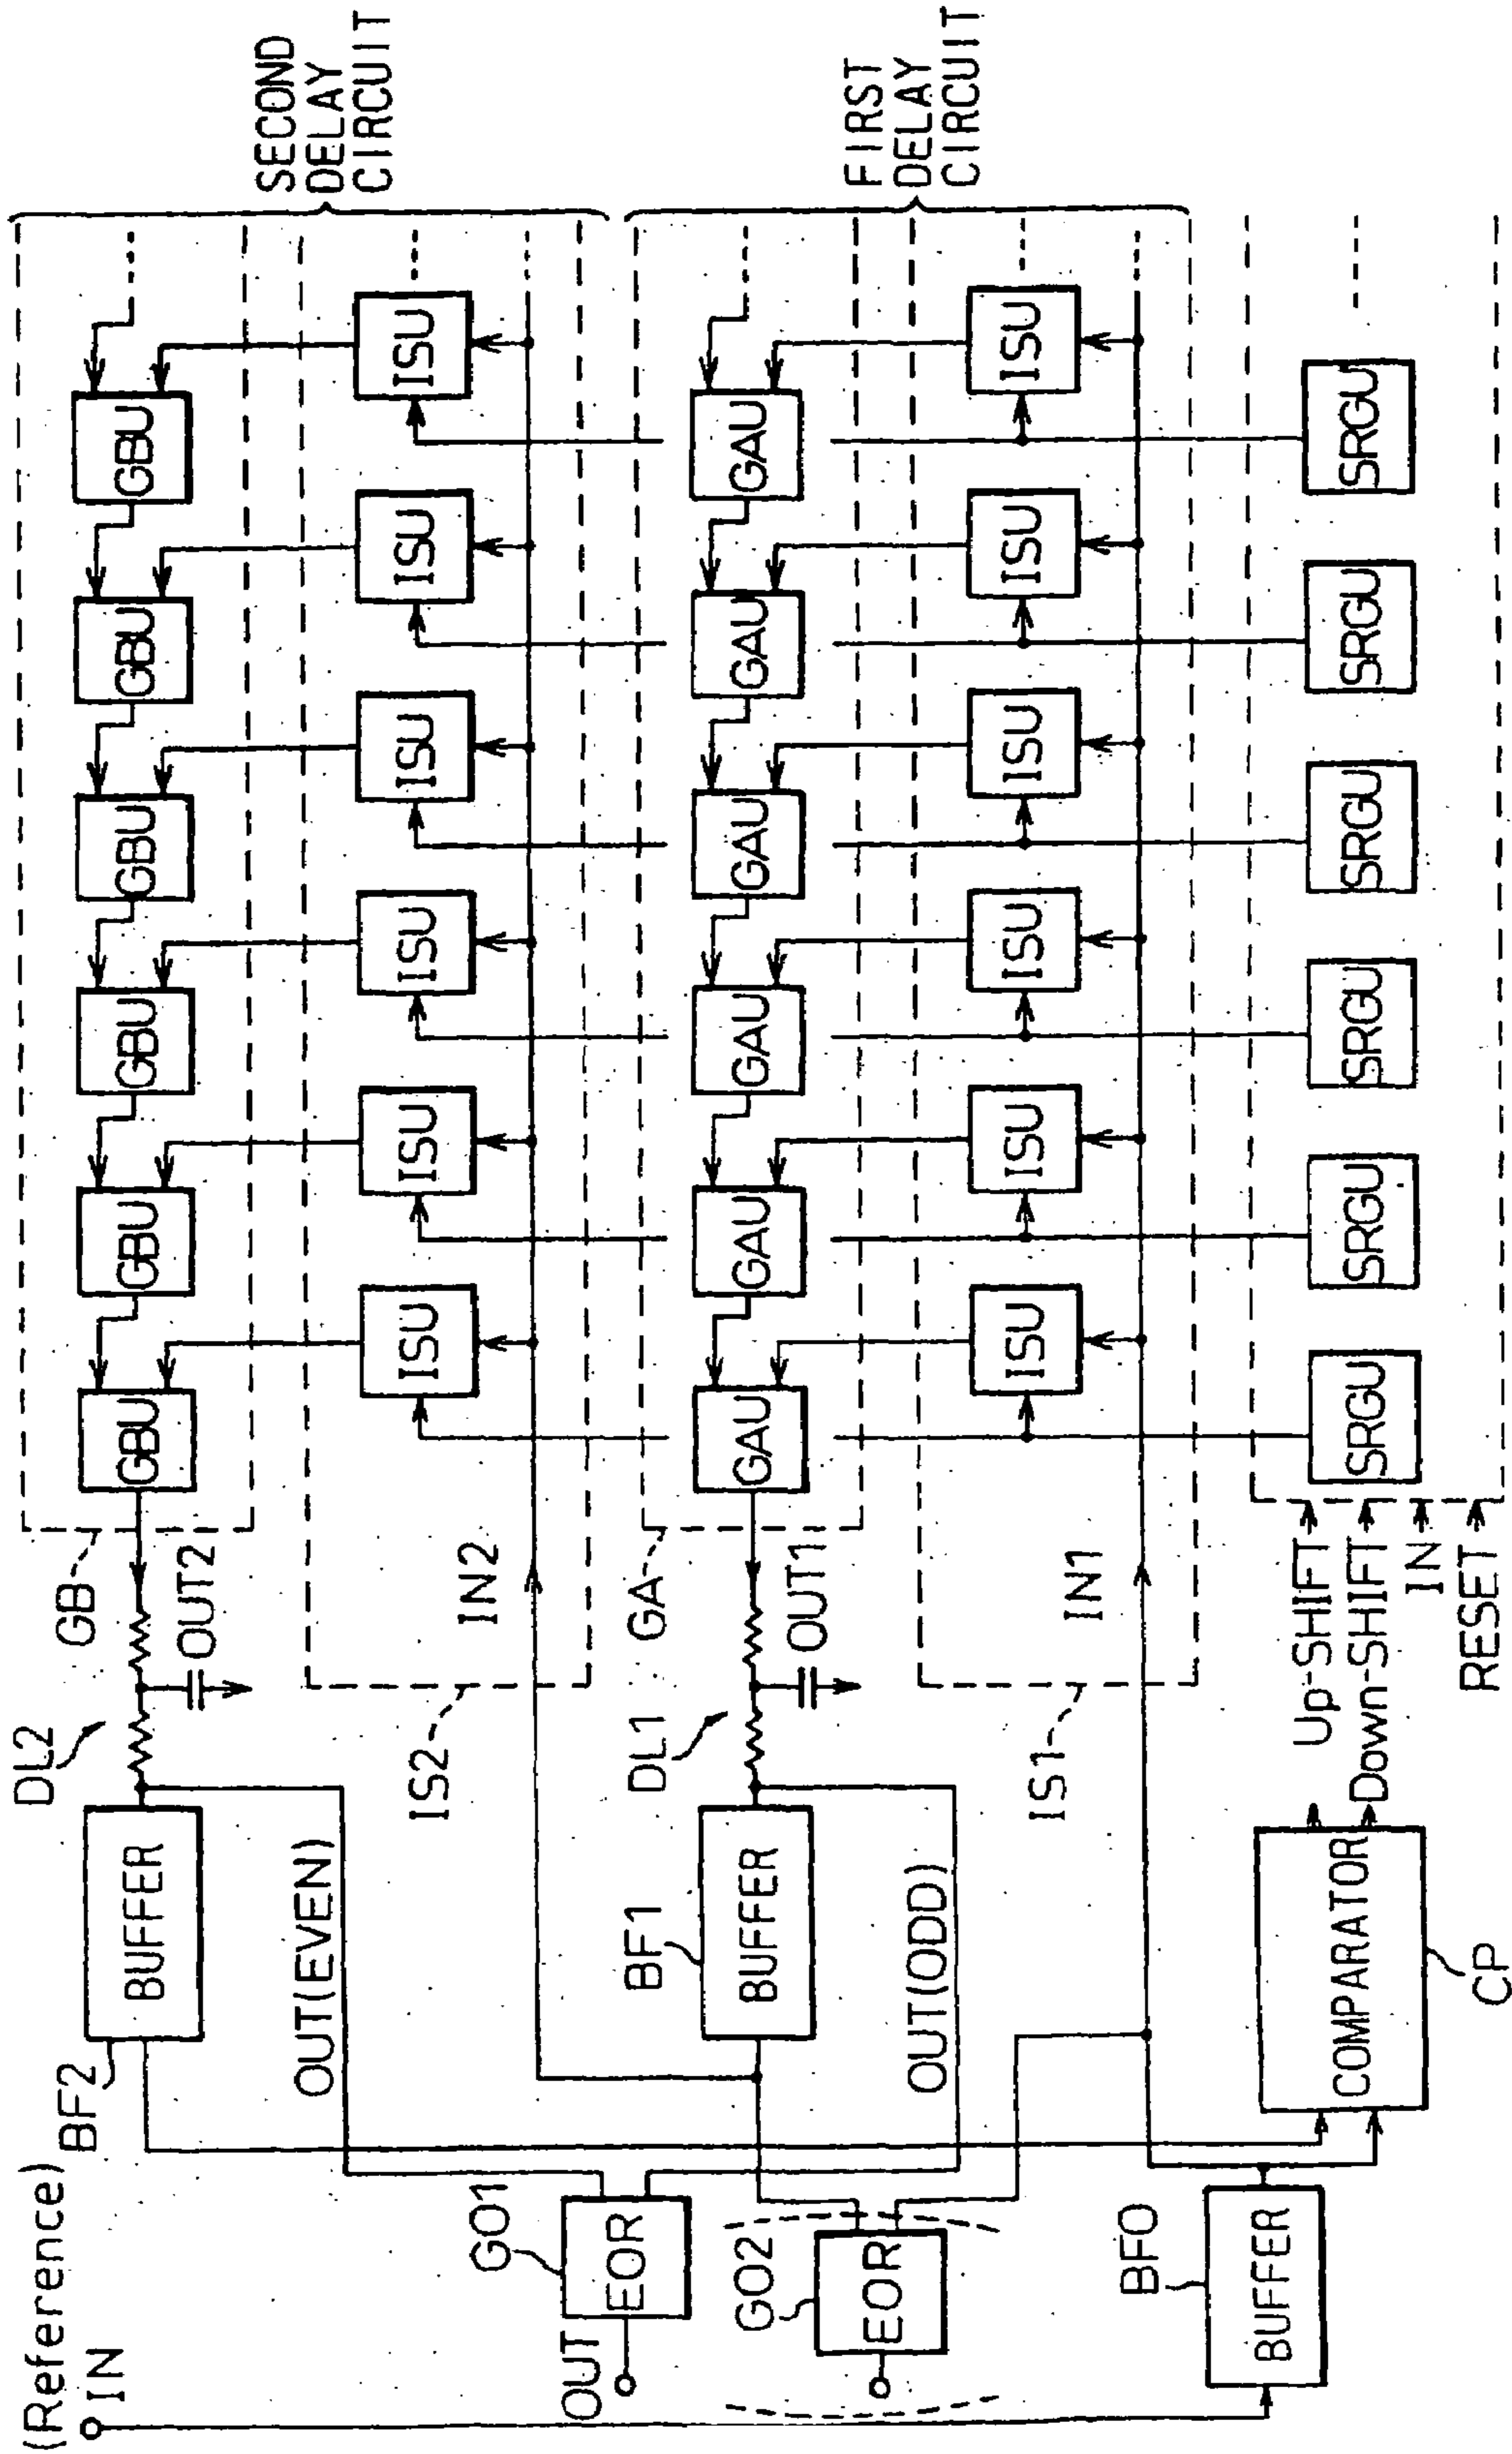 (Reference)
IN
BF2
BUFFER
DL2
OUT(EVEN)
GB
OUT2
GBU
GBU
GBU
GBU
GBU
GBU
SECOND
DELAY
CIRCUIT
IS2
IN2
ISU
ISU
ISU
ISU
ISU
ISU
GO1
EOR
OUT
BF1
BUFFER
DL1
OUT(ODD)
GA
OUT1
GAU
GAU
GAU
GAU
GAU
GAU
FIRST
DELAY
CIRCUIT
GO2
EOR
IS1
IN1
ISU
ISU
ISU
ISU
ISU
ISU
BF0
BUFFER
COMPARATOR
CP
Up-SHIFT
Down-SHIFT
IN
RESET
SRGU
SRGU
SRGU
SRGU
SRGU
SRGU